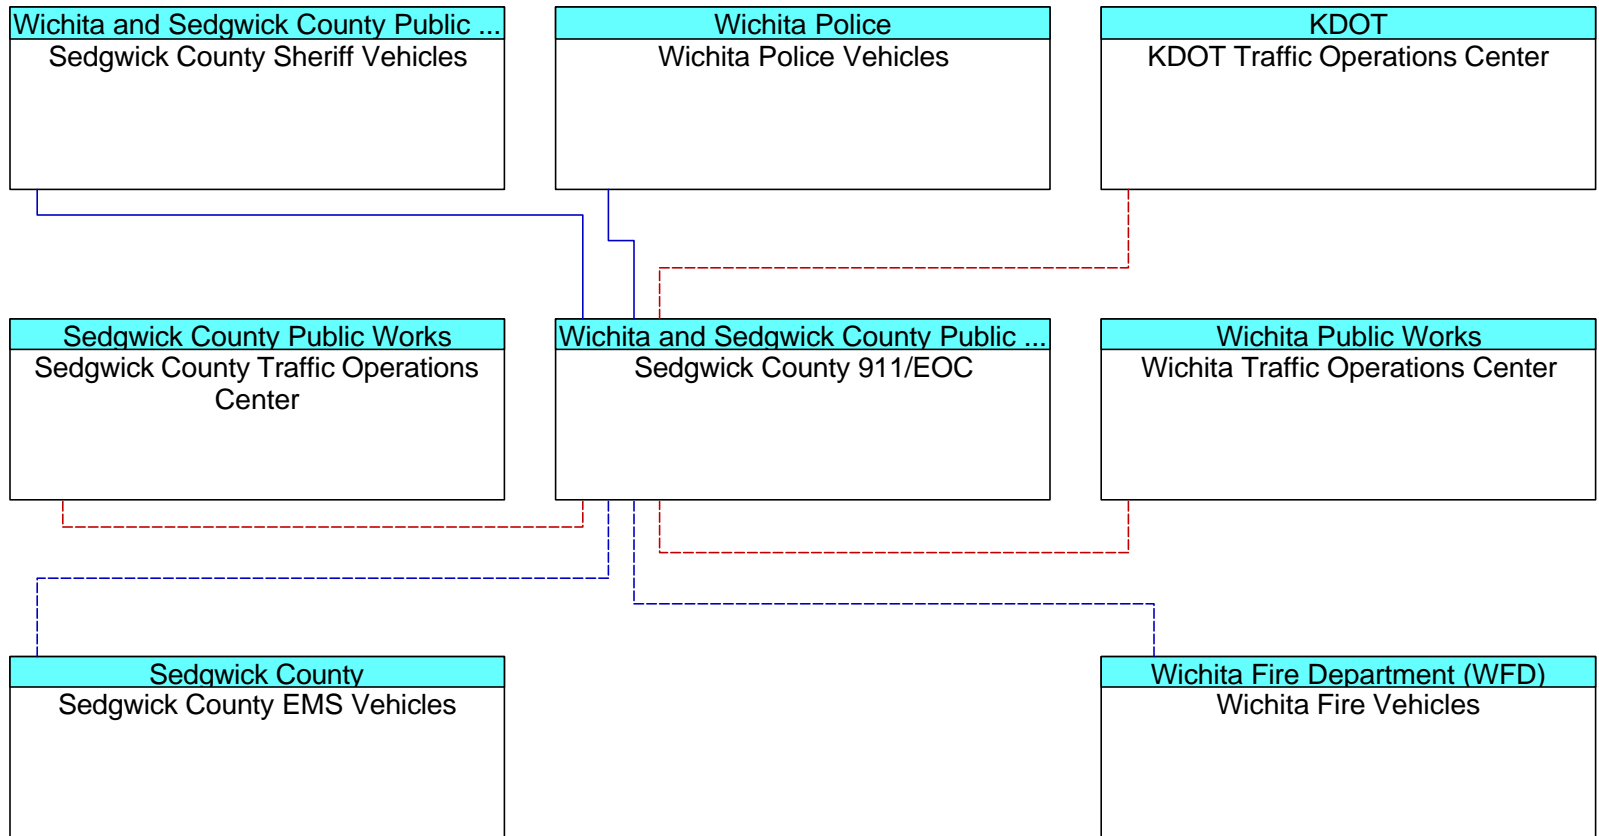 Wichita and Sedgwick County Public ...
Sedgwick County Sheriff Vehicles
Wichita Police
Wichita Police Vehicles
KDOT
KDOT Traffic Operations Center
Sedgwick County Public Works
Sedgwick County Traffic Operations
Center
Wichita and Sedgwick County Public ...
Sedgwick County 911/EOC
Wichita Public Works
Wichita Traffic Operations Center
Sedgwick County
Sedgwick County EMS Vehicles
Wichita Fire Department (WFD)
Wichita Fire Vehicles